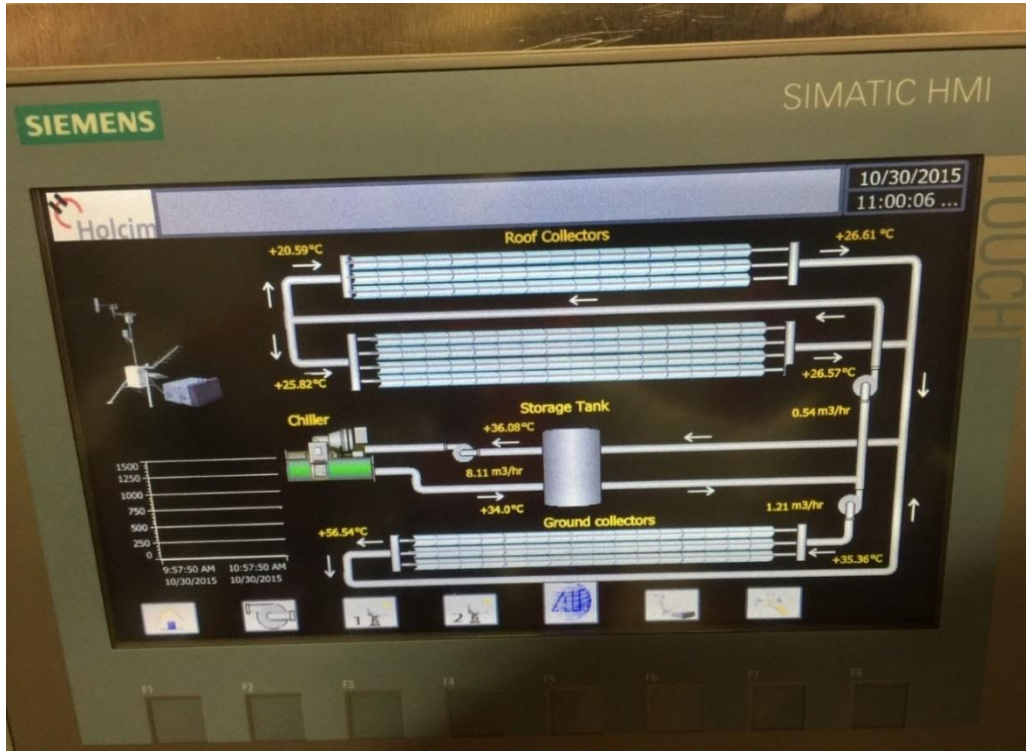 SIMATIC HMI
SIEMENS
TOUCH
10/30/2015
11:00:06 ...
Holcim
Roof Collectors
+20.59°C
+26.61 °C
+25.82°C
+26.57°C
0.54 m3/hr
Storage Tank
Chiller
+36.08°C
8.11 m3/hr
+34.0°C
1.21 m3/hr
Ground collectors
+56.54°C
+35.36°C
1500
1250
1000
750
500
250
0
9:57:50 AM 10:57:50 AM
10/30/2015 10/30/2015
1 2
F1 F2 F3 F4 F5 F6 F7 F8